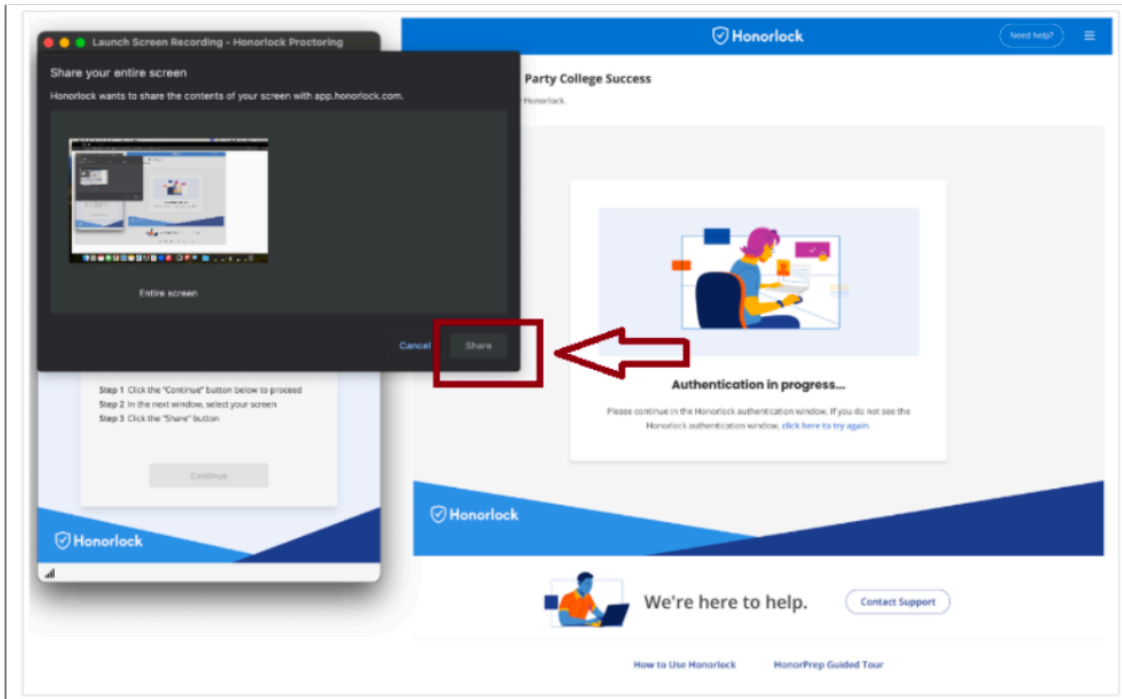 Launch Screen Recording - Honorlock Proctoring
Share your entire screen
Honorlock wants to share the contents of your screen with app.honorlock.com.
Entire screen
Cancel
Share
Step 1 Click the "Continue" button below to proceed
Step 2 In the next window, select your screen
Step 3 Click the "Share" button
Continue
Honorlock
Honorlock
Need help?
Party College Success
Honorlock.
Authentication in progress...
Please continue in the Honorlock authentication window. If you do not see the
Honorlock authentication window, click here to try again.
Honorlock
We're here to help.
Contact Support
How to Use Honorlock
HonorPrep Guided Tour